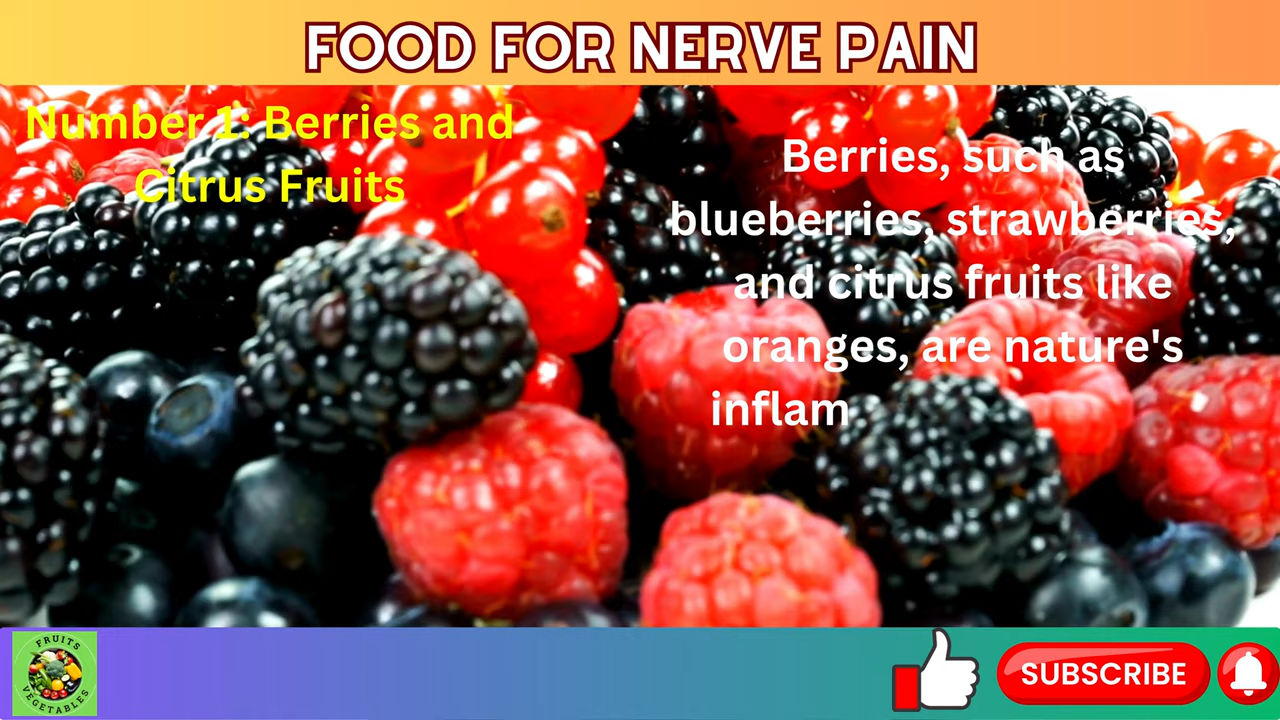 FOOD FOR NERVE PAIN
Number 1: Berries and
Citrus Fruits
Berries, such as
blueberries, strawberries,
and citrus fruits like
oranges, are nature's
inflam
FRUITS
VEGETABLES
SUBSCRIBE